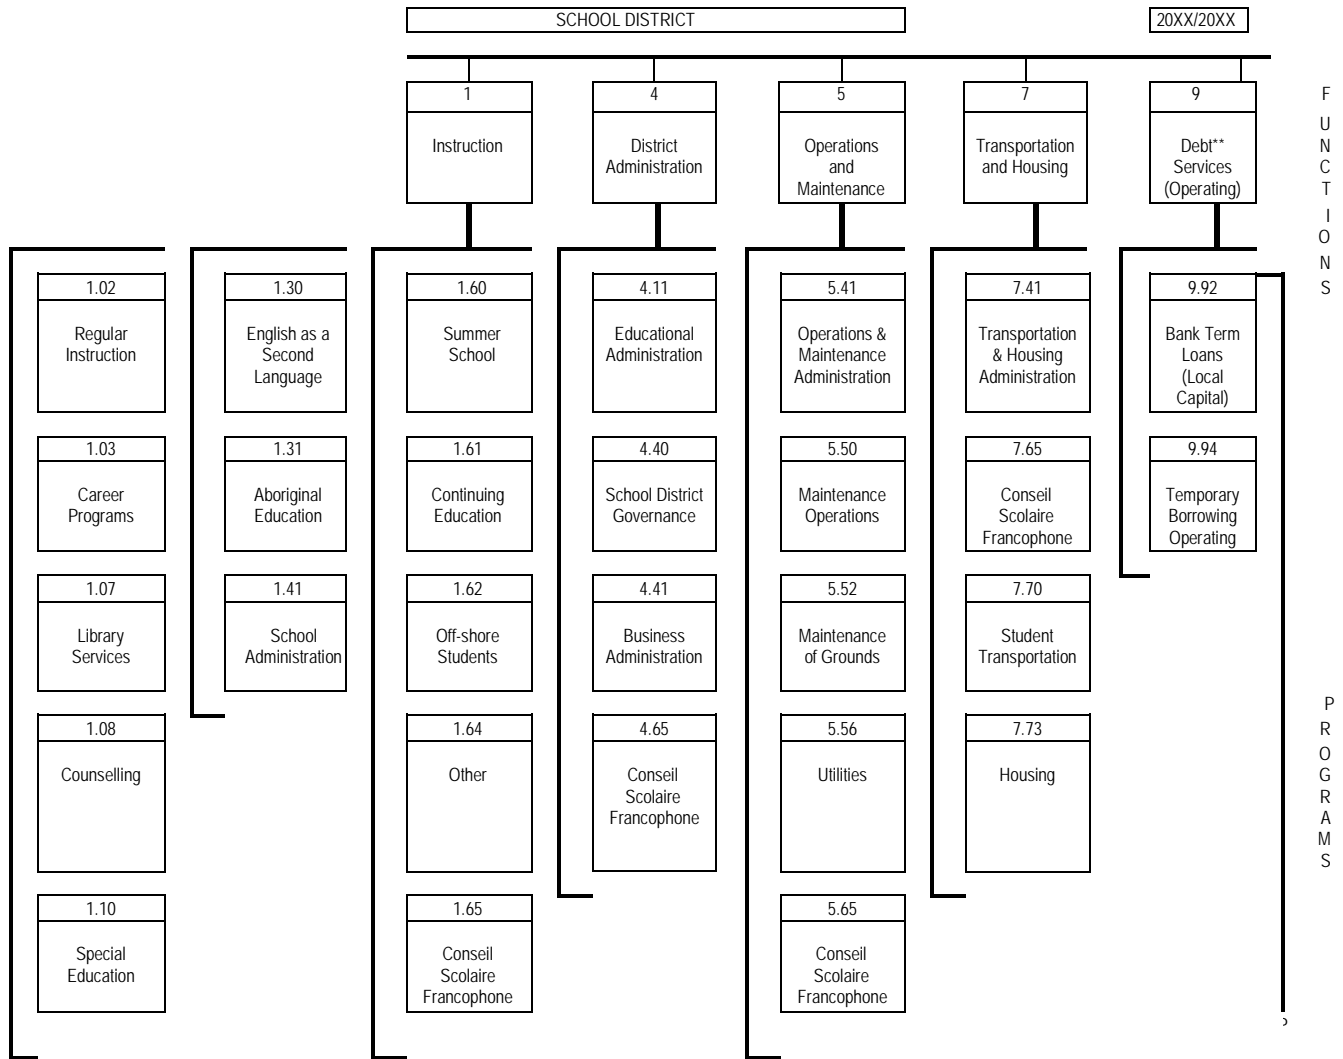 SCHOOL DISTRICT
20XX/20XX
1
Instruction
4
District
Administration
5
Operations
and
Maintenance
7
Transportation
and Housing
9
Debt**
Services
(Operating)
F
U
N
C
T
I
O
N
S
1.02
Regular
Instruction
1.03
Career
Programs
1.07
Library
Services
1.08
Counselling
1.10
Special
Education
1.30
English as a
Second
Language
1.31
Aboriginal
Education
1.41
School
Administration
1.60
Summer
School
1.61
Continuing
Education
1.62
Off-shore
Students
1.64
Other
1.65
Conseil
Scolaire
Francophone
4.11
Educational
Administration
4.40
School District
Governance
4.41
Business
Administration
4.65
Conseil
Scolaire
Francophone
5.41
Operations &
Maintenance
Administration
5.50
Maintenance
Operations
5.52
Maintenance
of Grounds
5.56
Utilities
5.65
Conseil
Scolaire
Francophone
7.41
Transportation
& Housing
Administration
7.65
Conseil
Scolaire
Francophone
7.70
Student
Transportation
7.73
Housing
9.92
Bank Term
Loans
(Local
Capital)
9.94
Temporary
Borrowing
Operating
P
R
O
G
R
A
M
S